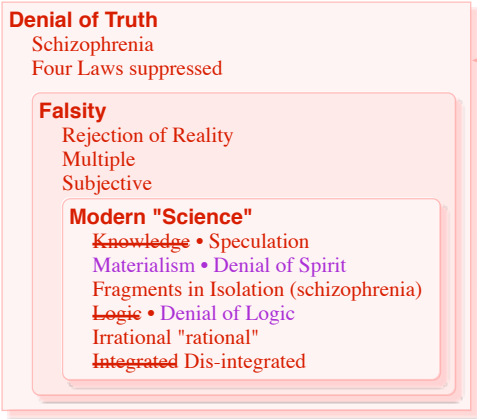 Denial of Truth
Schizophrenia
Four Laws suppressed
Falsity
Rejection of Reality
Multiple
Subjective
Modern "Science"
Knowledge • Speculation
Materialism • Denial of Spirit
Fragments in Isolation (schizophrenia)
Logic • Denial of Logic
Irrational "rational"
Integrated Dis-integrated